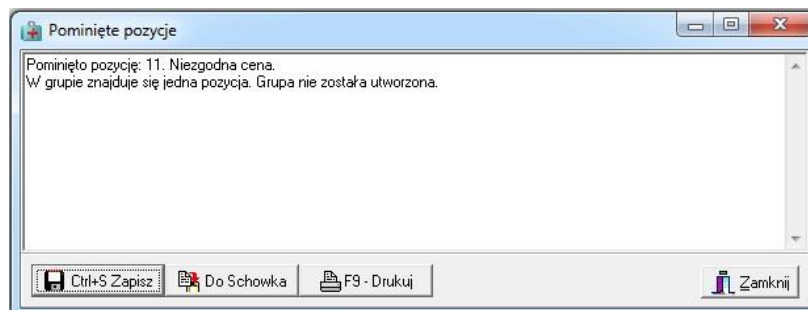 Pominięte pozycje
Pominięto pozycję: 11. Niezgodna cena.
W grupie znajduje się jedna pozycja. Grupa nie została utworzona.
Ctrl+S Zapisz
Do Schowka
F9 - Drukuj
Zamknij